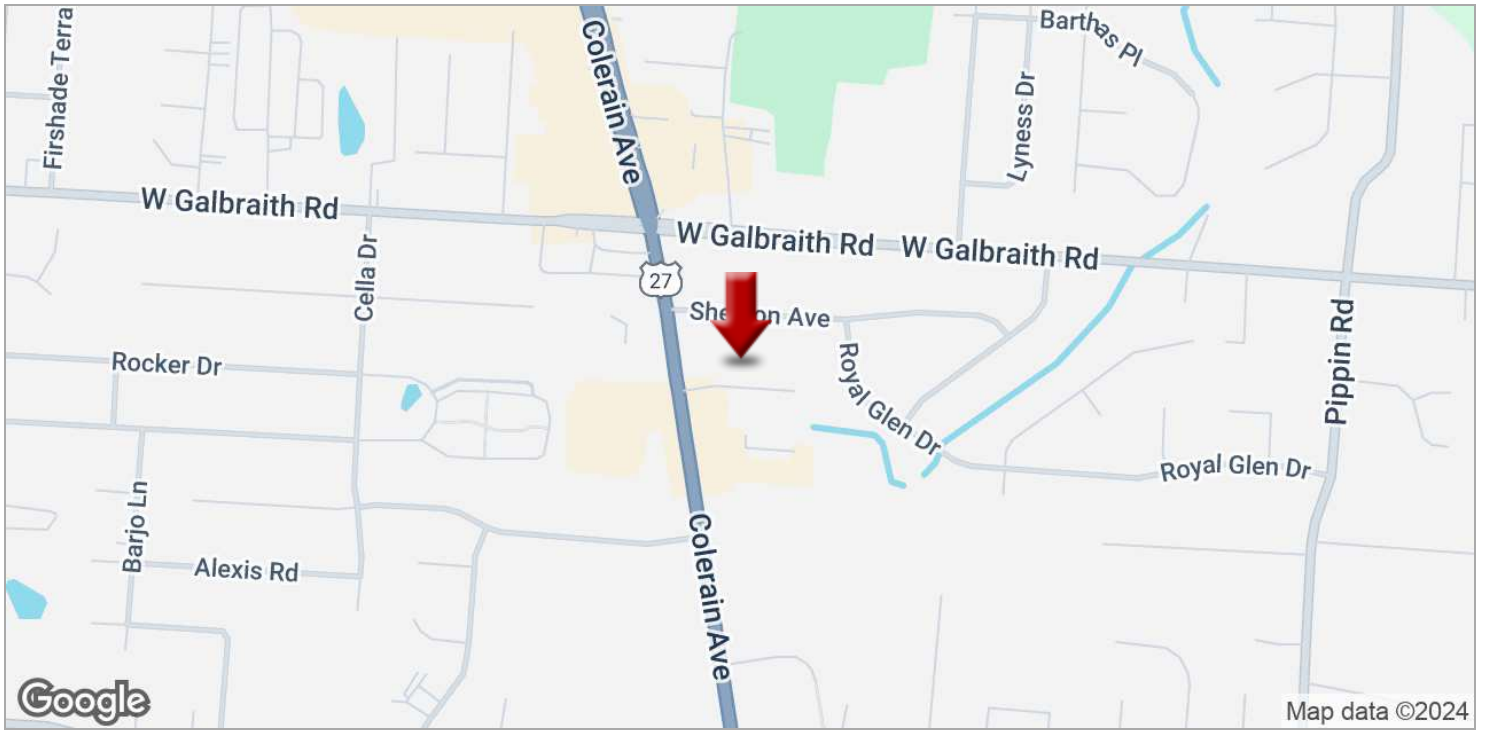 Firshade Terra
Colerain Ave
Barthas Pl
Lyness Dr
W Galbraith Rd
W Galbraith Rd
W Galbraith Rd
Cella Dr
27
Ave
Rocker Dr
Royal Glen Dr
Pippin Rd
Royal Glen Dr
Barjo Ln
Alexis Rd
Colerain Ave
Google
Map data ©2024